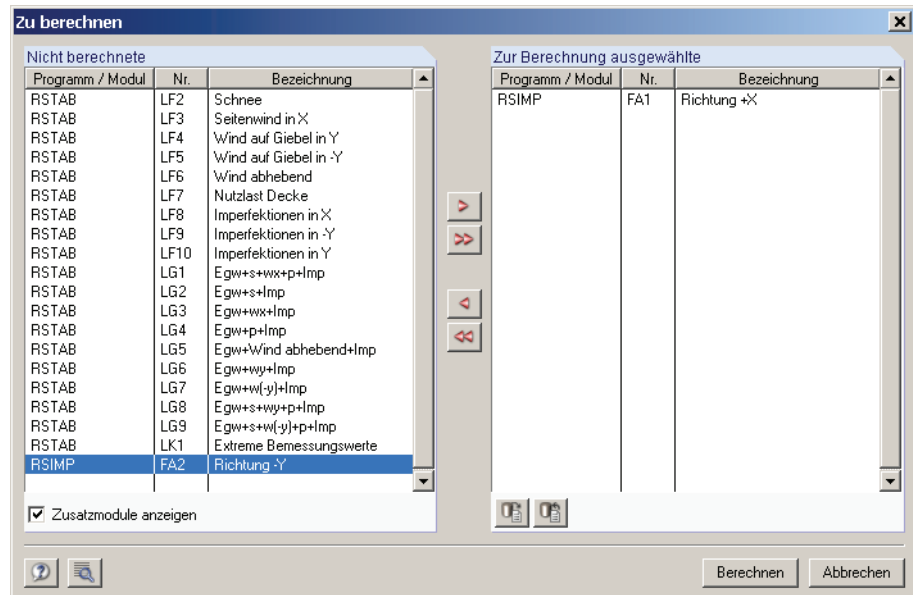 Zu berechnen
Nicht berechnete
Programm / Modul Nr. Bezeichnung
RSTAB LF2 Schnee
RSTAB LF3 Seitenwind in X
RSTAB LF4 Wind auf Giebel in Y
RSTAB LF5 Wind auf Giebel in -Y
RSTAB LF6 Wind abhebend
RSTAB LF7 Nutzlast Decke
RSTAB LF8 Imperfektionen in X
RSTAB LF9 Imperfektionen in -Y
RSTAB LF10 Imperfektionen in Y
RSTAB LG1 Egw+s+wx+p+Imp
RSTAB LG2 Egw+s+Imp
RSTAB LG3 Egw+wx+Imp
RSTAB LG4 Egw+p+Imp
RSTAB LG5 Egw+Wind abhebend+Imp
RSTAB LG6 Egw+wy+Imp
RSTAB LG7 Egw+w(-y)+Imp
RSTAB LG8 Egw+s+wy+p+Imp
RSTAB LG9 Egw+s+w(-y)+p+Imp
RSTAB LK1 Extreme Bemessungswerte
RSIMP FA2 Richtung -Y
Zusatzmodule anzeigen
Zur Berechnung ausgewählte
Programm / Modul Nr. Bezeichnung
RSIMP FA1 Richtung +X
Berechnen
Abbrechen